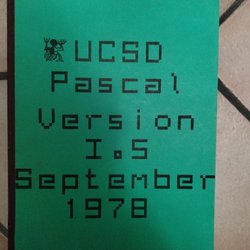 UCSD
Pascal
Version
I.5
September
1978